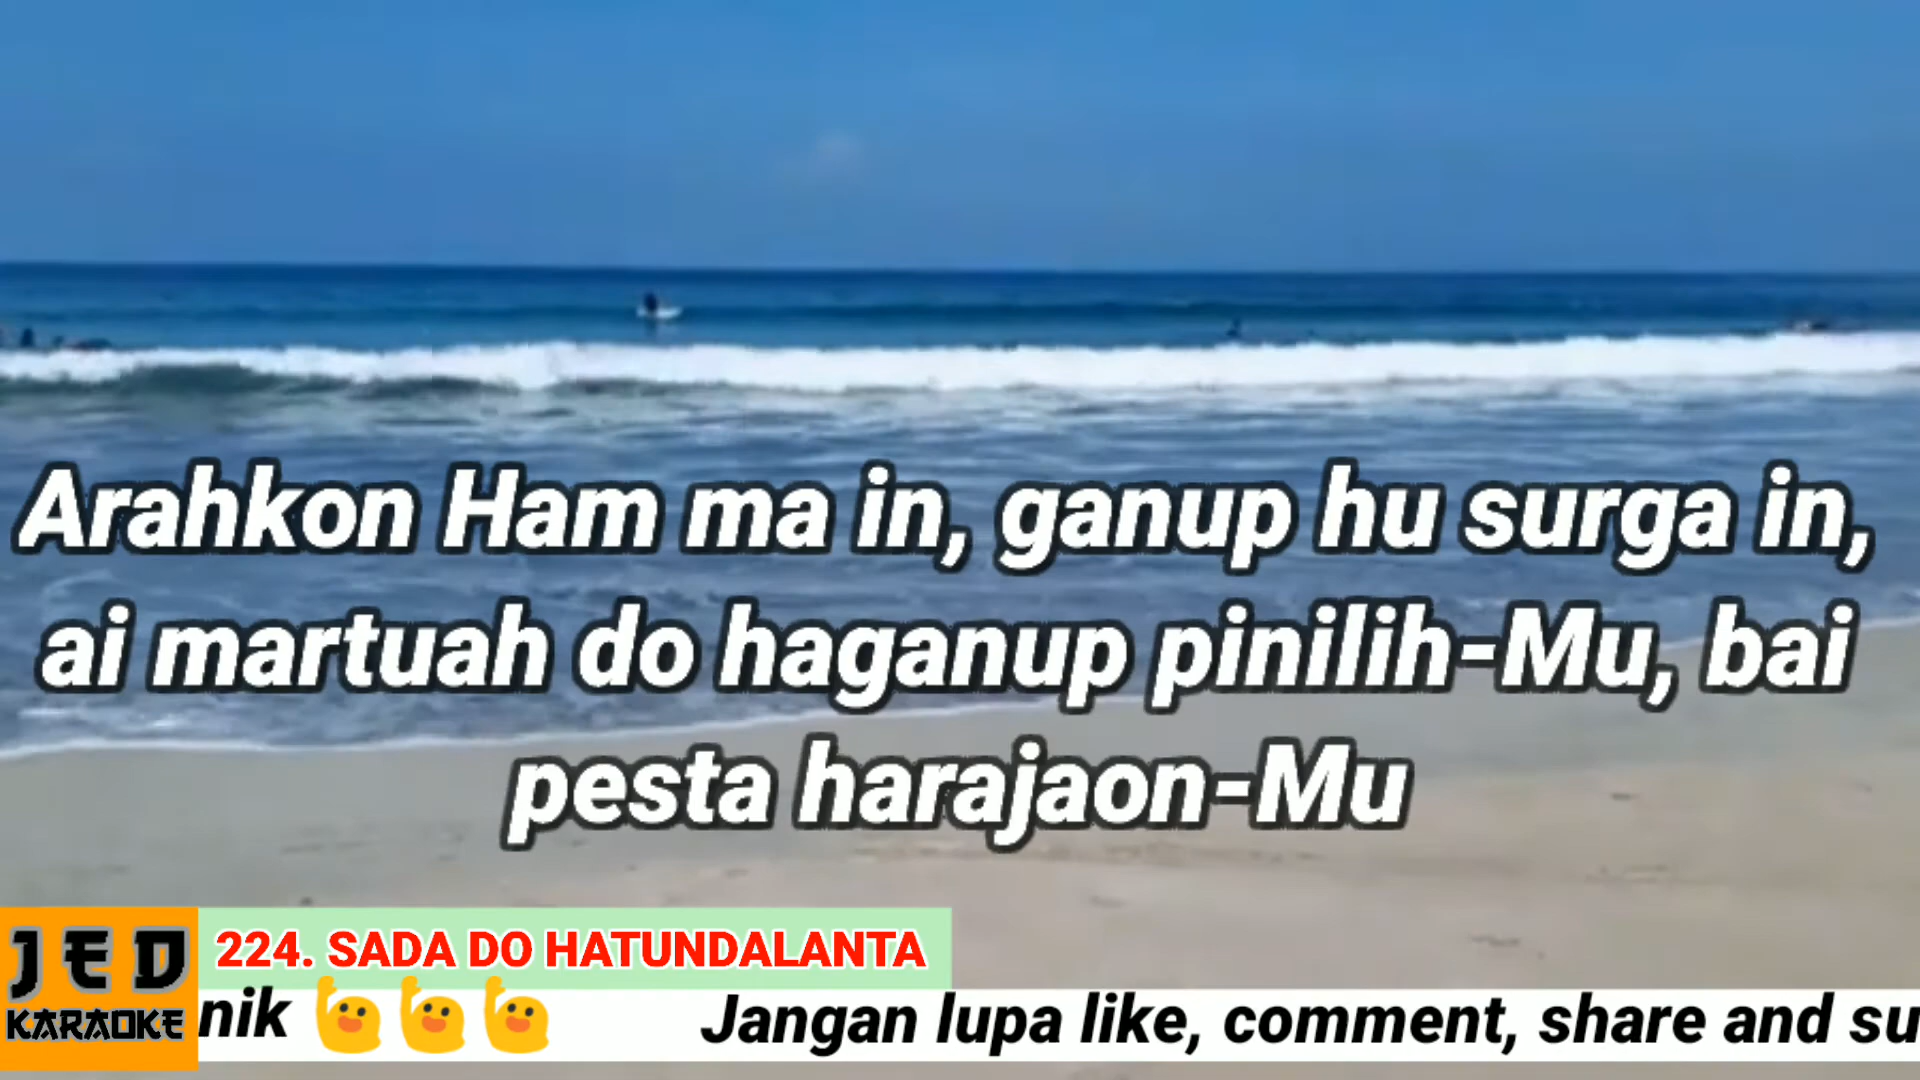 Arahkon Ham ma in, ganup hu surga in,
ai martuah do haganup pinilih-Mu, bai
pesta harajaon-Mu
JED
KARAOKE
224. SADA DO HATUNDALANTA
nik 🙋🙋🙋 Jangan lupa like, comment, share and su